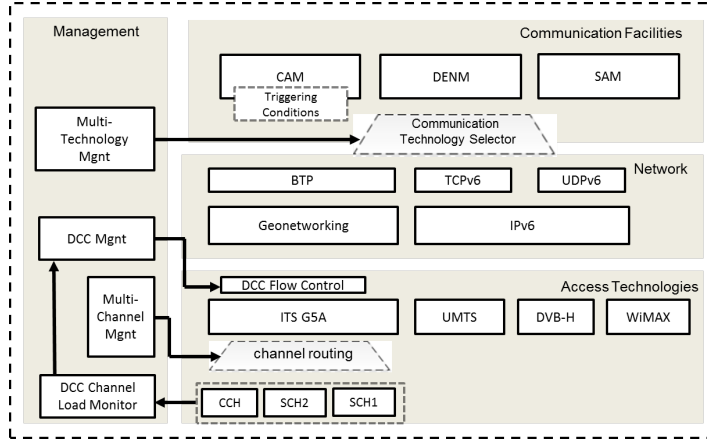 Management
Communication Facilities
CAM
DENM
SAM
Triggering
Conditions
Multi-
Technology
Mgnt
Communication
Technology Selector
Network
BTP
TCPv6
UDPv6
Geonetworking
IPv6
DCC Mgnt
Access Technologies
DCC Flow Control
Multi-
Channel
Mgnt
ITS G5A
UMTS
DVB-H
WiMAX
channel routing
DCC Channel
Load Monitor
CCH
SCH2
SCH1